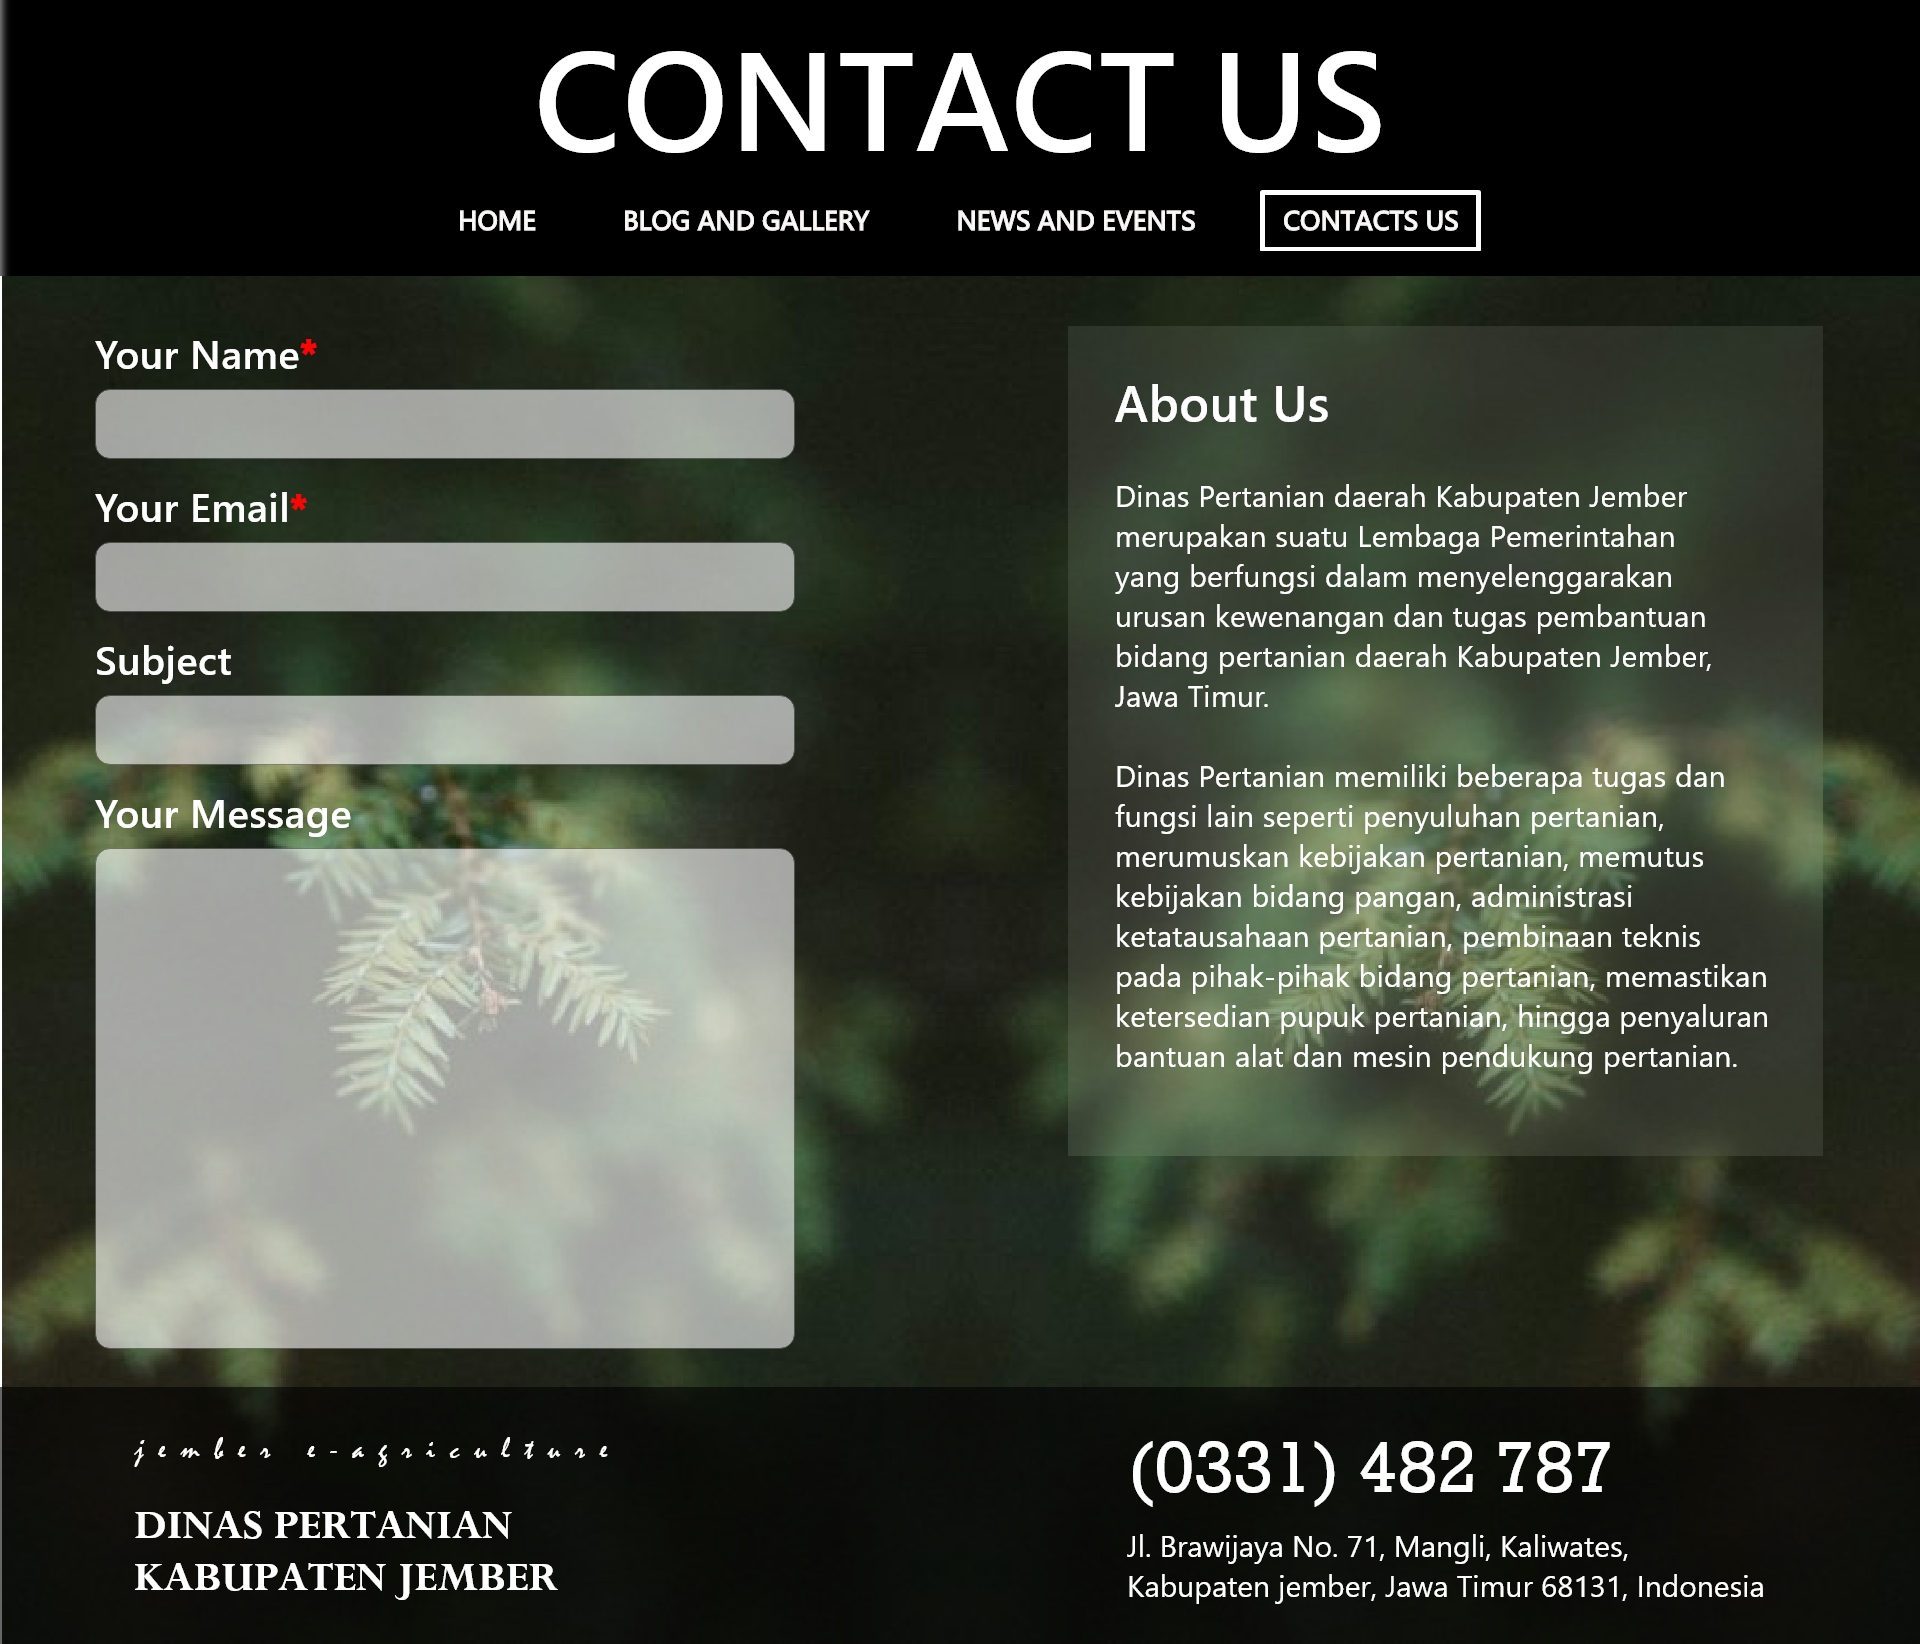 CONTACT US
HOME
BLOG AND GALLERY
NEWS AND EVENTS
CONTACTS US
Your Name*
Your Email*
Subject
Your Message
About Us
Dinas Pertanian daerah Kabupaten Jember
merupakan suatu Lembaga Pemerintahan
yang berfungsi dalam menyelenggarakan
urusan kewenangan dan tugas pembantuan
bidang pertanian daerah Kabupaten Jember,
Jawa Timur.
Dinas Pertanian memiliki beberapa tugas dan
fungsi lain seperti penyuluhan pertanian,
merumuskan kebijakan pertanian, memutus
kebijakan bidang pangan, administrasi
ketatausahaan pertanian, pembinaan teknis
pada pihak-pihak bidang pertanian, memastikan
ketersedian pupuk pertanian, hingga penyaluran
bantuan alat dan mesin pendukung pertanian.
jember e-agriculture
DINAS PERTANIAN
KABUPATEN JEMBER
(0331) 482 787
Jl. Brawijaya No. 71, Mangli, Kaliwates,
Kabupaten jember, Jawa Timur 68131, Indonesia